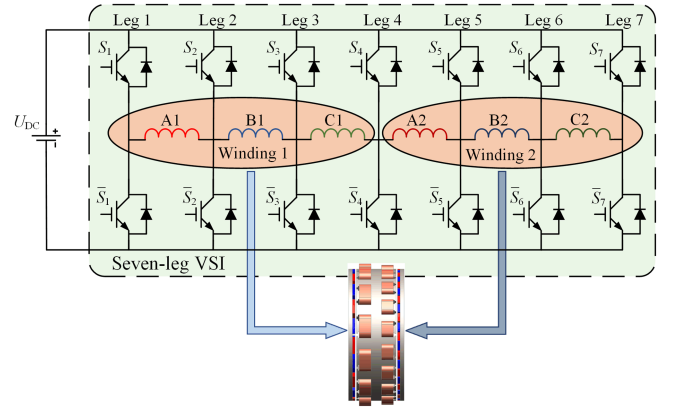 Leg 1 Leg 2 Leg 3 Leg 4 Leg 5 Leg 6 Leg 7
S₁ S₂ S₃ S₄ S₅ S₆ S₇
A1 B1 C1 A2 B2 C2
U_DC
Winding 1 Winding 2
S̅₁ S̅₂ S̅₃ S̅₄ S̅₅ S̅₆ S̅₇
Seven-leg VSI